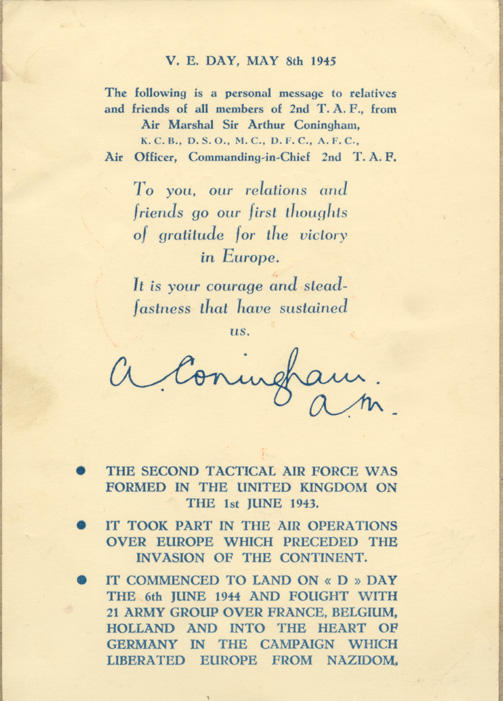 V. E. DAY, MAY 8th 1945
The following is a personal message to relatives
and friends of all members of 2nd T. A. F., from
Air Marshal Sir Arthur Coningham,
K. C. B., D. S. O., M. C., D. F. C., A. F. C.,
Air Officer, Commanding-in-Chief 2nd T. A. F.
To you, our relations and
friends go our first thoughts
of gratitude for the victory
in Europe.
It is your courage and stead-
fastness that have sustained
us.
A. Coningham.
A.M.
● THE SECOND TACTICAL AIR FORCE WAS
FORMED IN THE UNITED KINGDOM ON
THE 1st JUNE 1943.
● IT TOOK PART IN THE AIR OPERATIONS
OVER EUROPE WHICH PRECEDED THE
INVASION OF THE CONTINENT.
● IT COMMENCED TO LAND ON « D » DAY
THE 6th JUNE 1944 AND FOUGHT WITH
21 ARMY GROUP OVER FRANCE, BELGIUM,
HOLLAND AND INTO THE HEART OF
GERMANY IN THE CAMPAIGN WHICH
LIBERATED EUROPE FROM NAZIDOM.